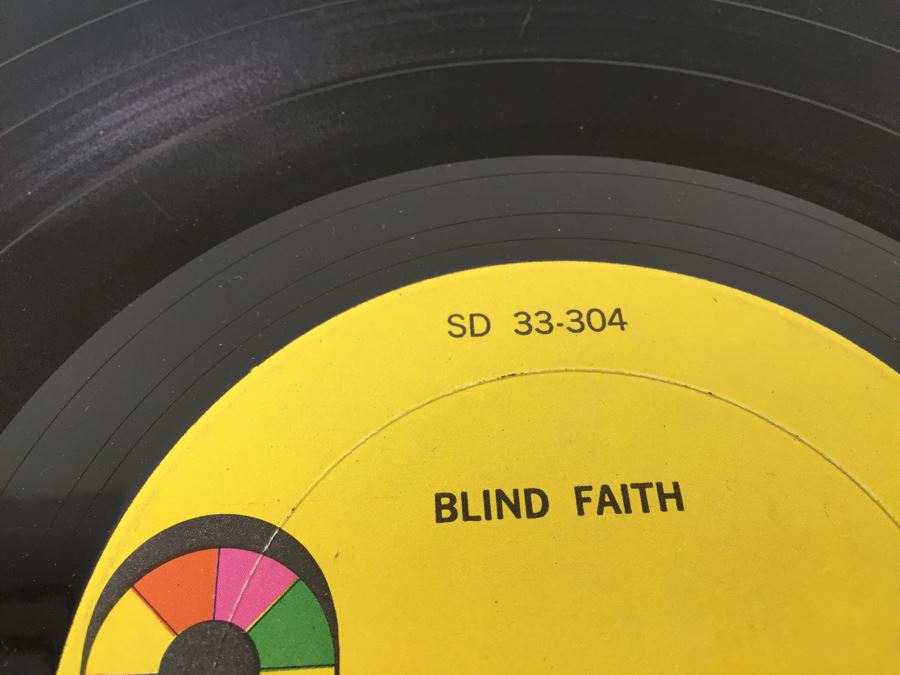 SD 33-304
BLIND FAITH